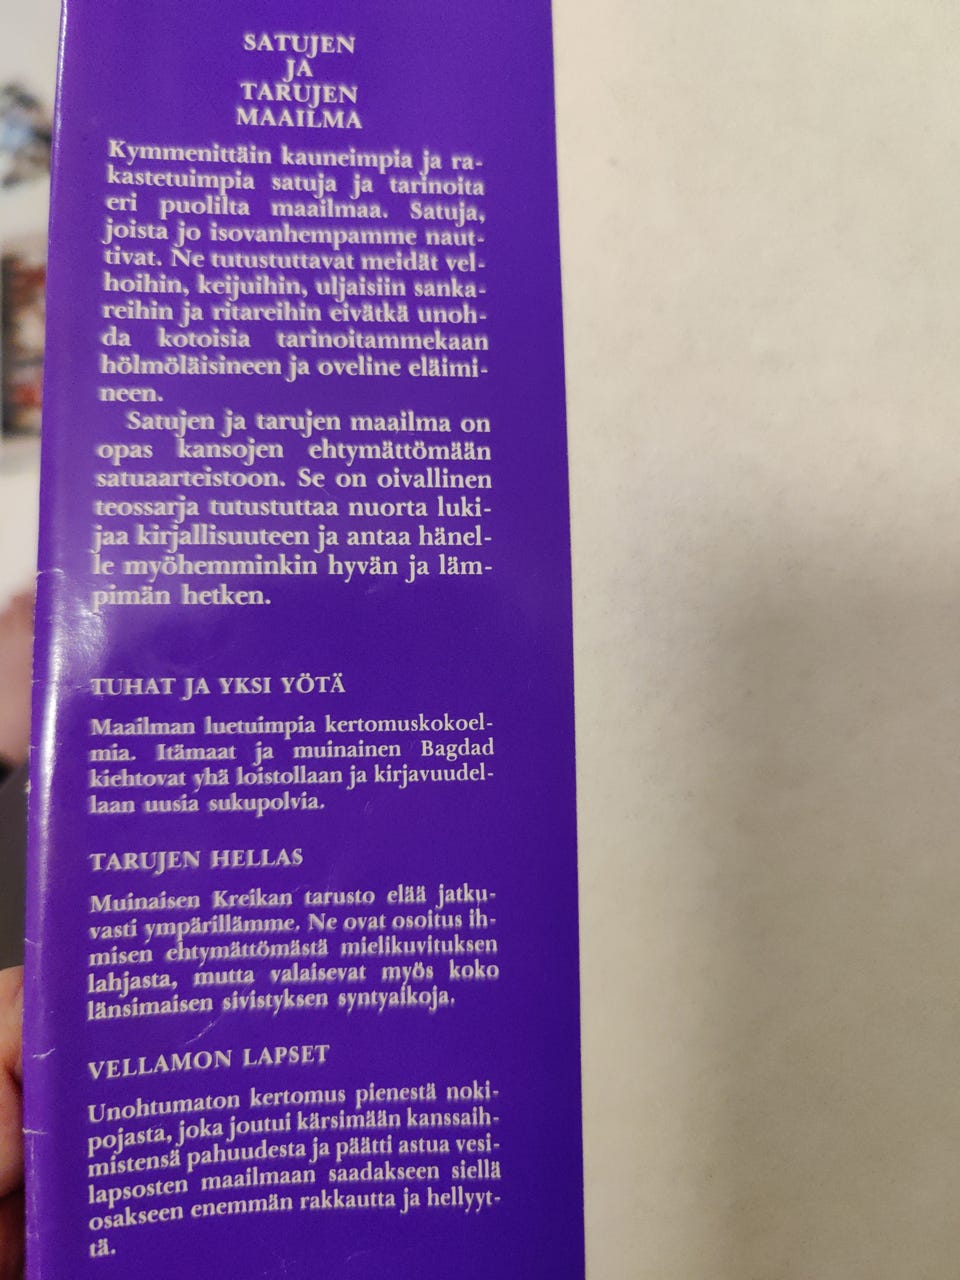 SATUJEN
JA
TARUJEN
MAAILMA
Kymmenittäin kauneimpia ja ra-
kastetuimpia satuja ja tarinoita
eri puolilta maailmaa. Satuja,
joista jo isovanhempamme naut-
tivat. Ne tutustuttavat meidät vel-
hoihin, keijuihin, uljaisiin sanka-
reihin ja ritareihin eivätkä unoh-
da kotoisia tarinoitammekaan
hölmöläisineen ja oveline eläimi-
neen.
Satujen ja tarujen maailma on
opas kansojen ehtymättömään
satuaarteistoon. Se on oivallinen
teossarja tutustuttaa nuorta luki-
jaa kirjallisuuteen ja antaa hänel-
le myöhemminkin hyvän ja läm-
pimän hetken.
TUHAT JA YKSI YÖTÄ
Maailman luetuimpia kertomuskokoel-
mia. Itämaat ja muinainen Bagdad
kiehtovat yhä loistollaan ja kirjavuudel-
laan uusia sukupolvia.
TARUJEN HELLAS
Muinaisen Kreikan tarusto elää jatku-
vasti ympärillämme. Ne ovat osoitus ih-
misen ehtymättömästä mielikuvituksen
lahjasta, mutta valaisevat myös koko
länsimaisen sivistyksen syntyaikoja.
VELLAMON LAPSET
Unohtumaton kertomus pienestä noki-
pojasta, joka joutui kärsimään kanssaih-
mistensä pahuudesta ja päätti astua vesi-
lapsosten maailmaan saadakseen siellä
osakseen enemmän rakkautta ja hellyyt-
tä.